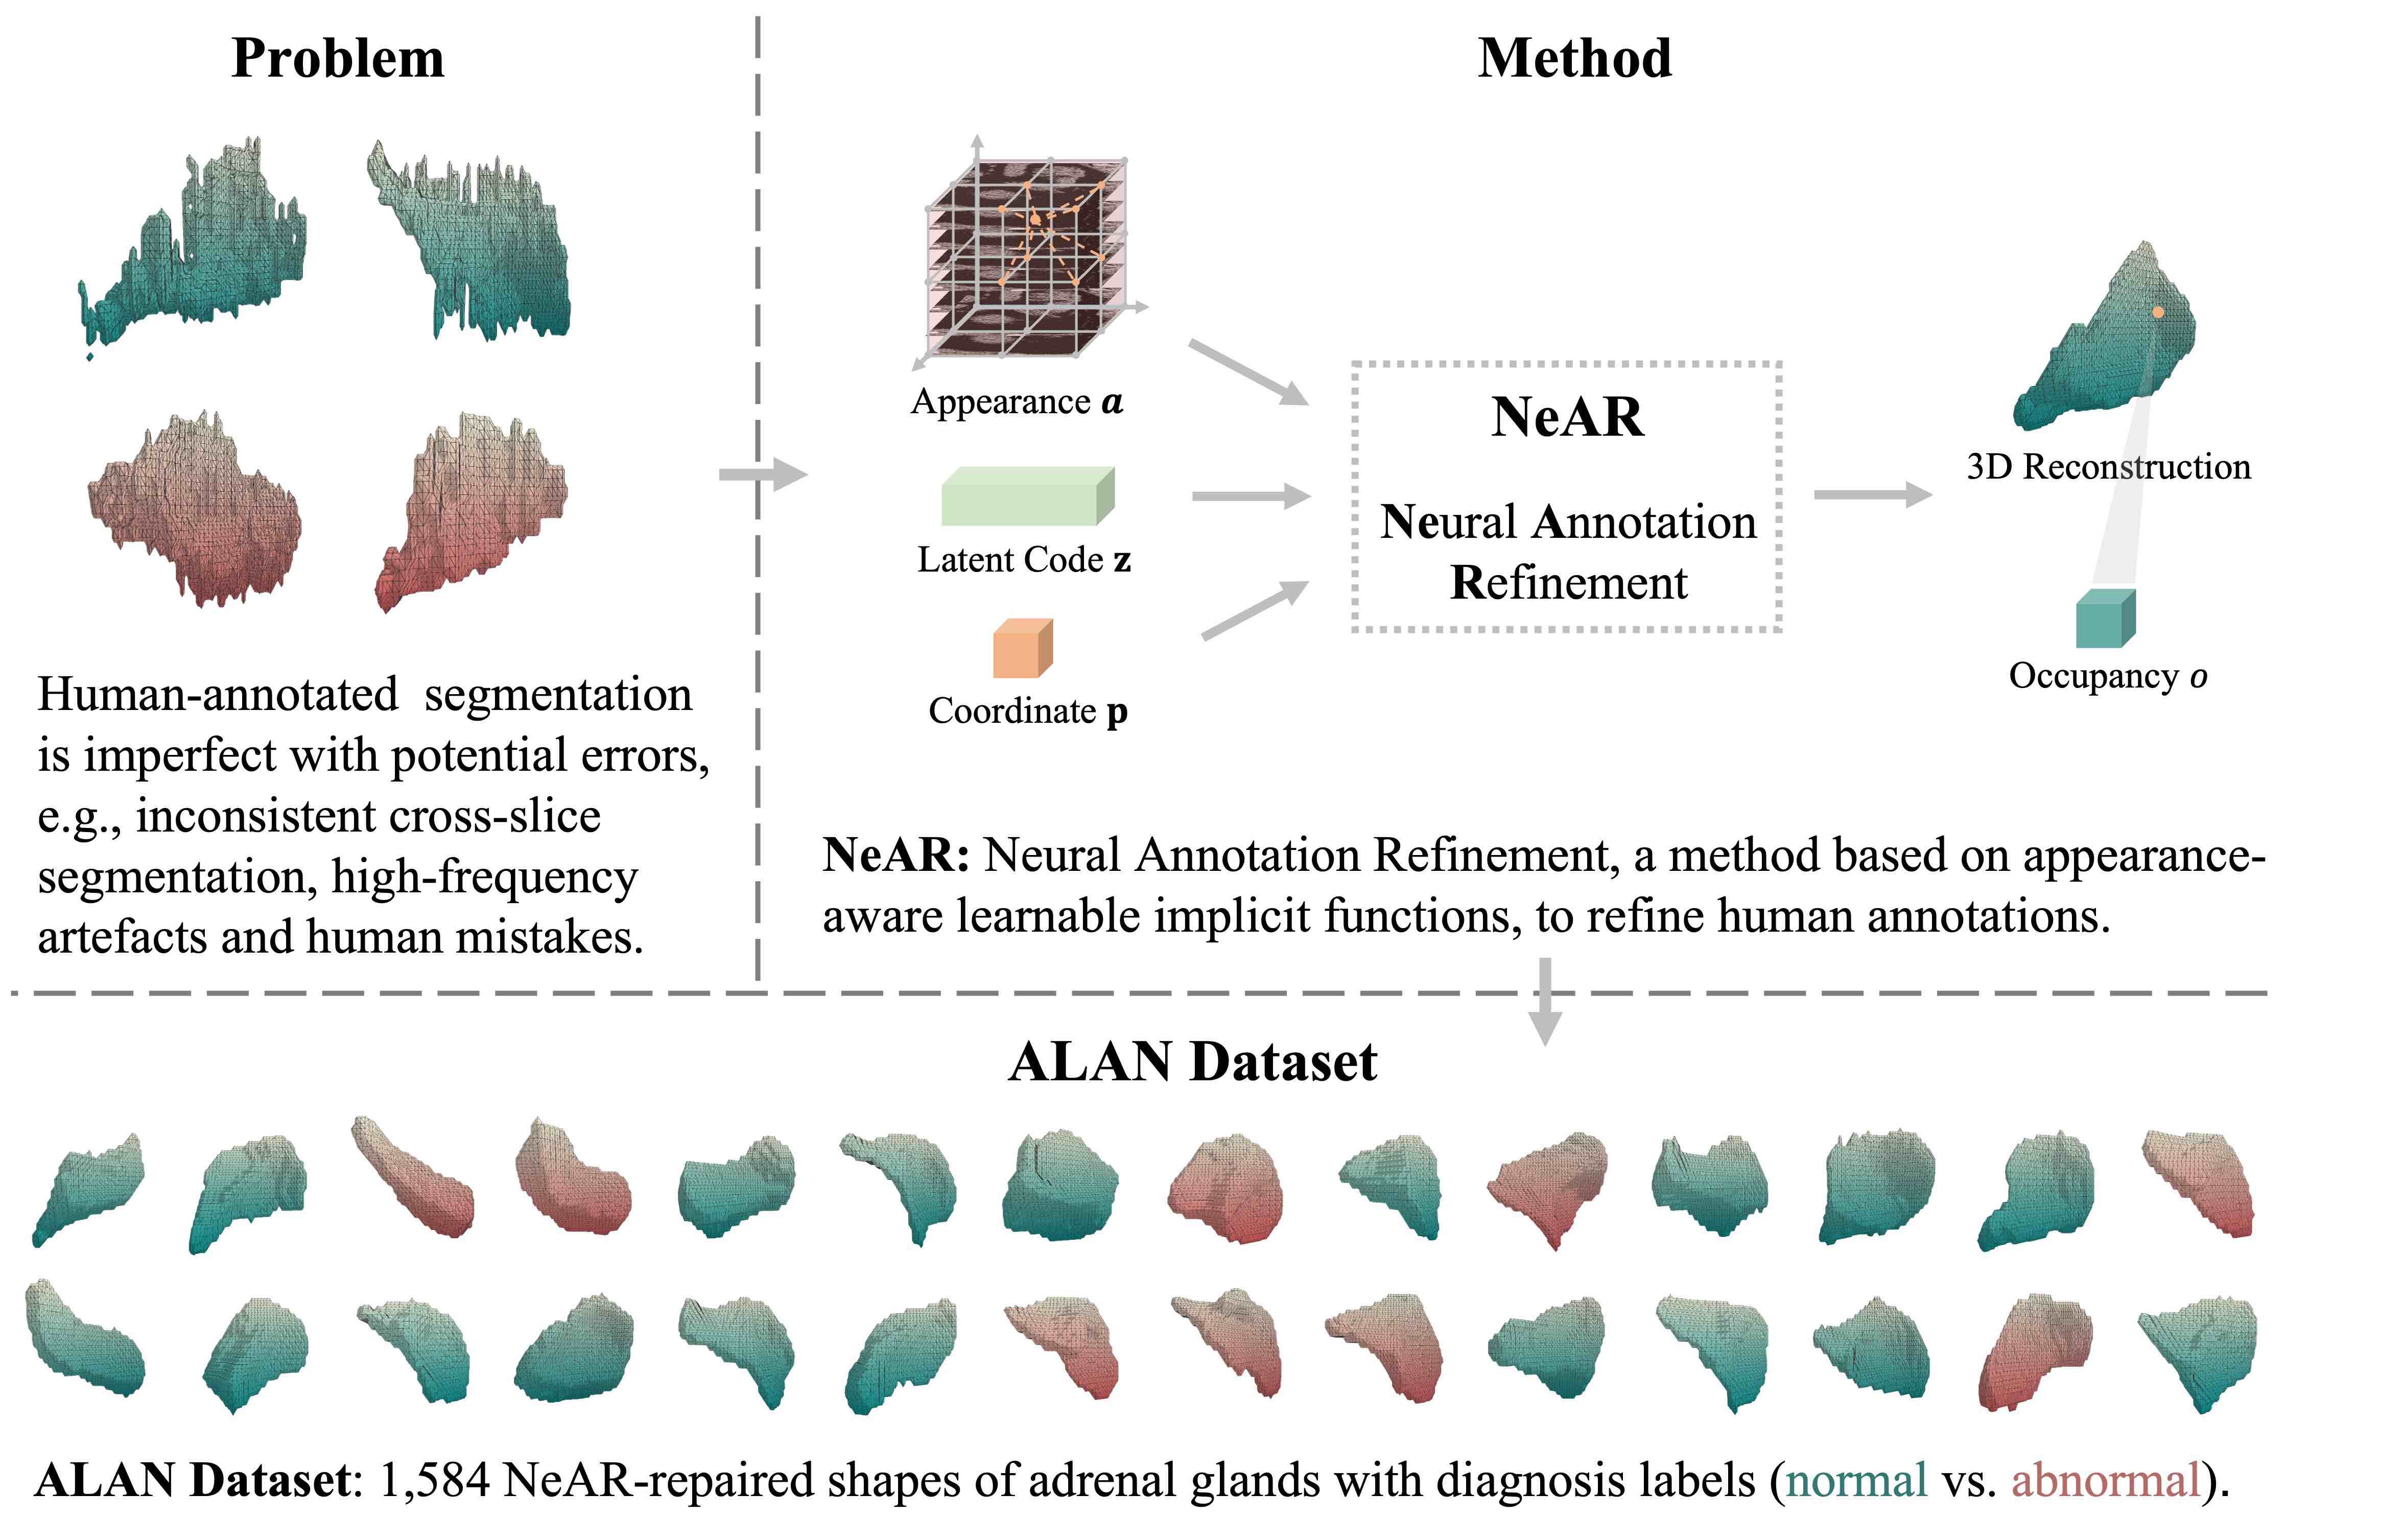 Problem
Human-annotated segmentation
is imperfect with potential errors,
e.g., inconsistent cross-slice
segmentation, high-frequency
artefacts and human mistakes.
Method
Appearance a
Latent Code z
Coordinate p
NeAR
Neural Annotation
Refinement
3D Reconstruction
Occupancy o
NeAR: Neural Annotation Refinement, a method based on appearance-
aware learnable implicit functions, to refine human annotations.
ALAN Dataset
ALAN Dataset: 1,584 NeAR-repaired shapes of adrenal glands with diagnosis labels (normal vs. abnormal).